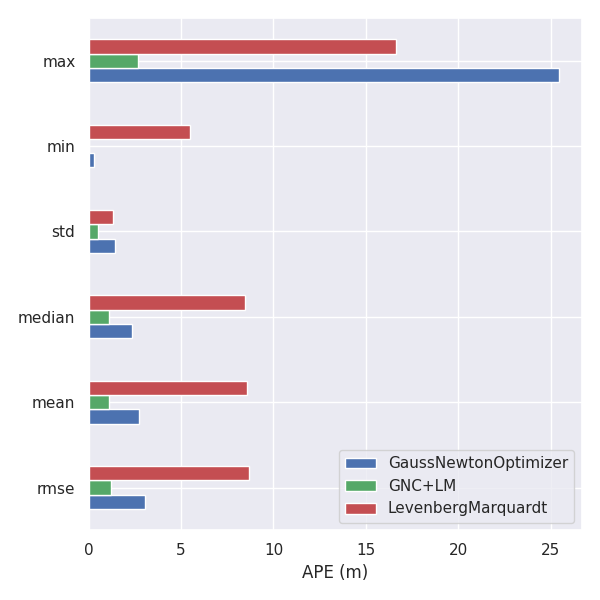 max
min
std
median
mean
rmse
GaussNewtonOptimizer
GNC+LM
LevenbergMarquardt
0 5 10 15 20 25
APE (m)